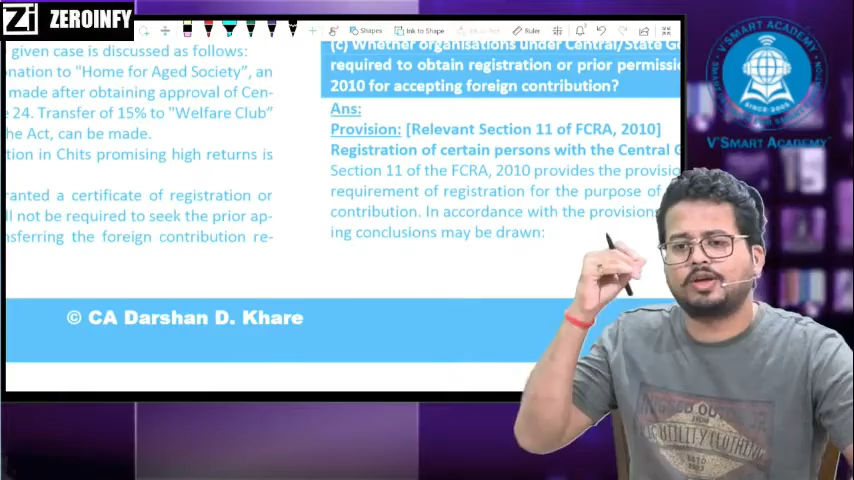 ZEROINFY
Shapes
Ink to Shape
Ruler
given case is discussed as follows:
nation to "Home for Aged Society", an
made after obtaining approval of Cen-
e 24. Transfer of 15% to "Welfare Club"
he Act, can be made.
tion in Chits promising high returns is
ranted a certificate of registration or
ll not be required to seek the prior ap-
nsferring the foreign contribution re-
(c) Whether organisations under Central/State Go
required to obtain registration or prior permissi
2010 for accepting foreign contribution?
Ans:
Provision: [Relevant Section 11 of FCRA, 2010]
Registration of certain persons with the Central G
Section 11 of the FCRA, 2010 provides the provisio
requirement of registration for the purpose of
contribution. In accordance with the provisions
ing conclusions may be drawn:
© CA Darshan D. Khare
V'SMART ACADEMY
SINCE 2005
V'SMART ACADEMY